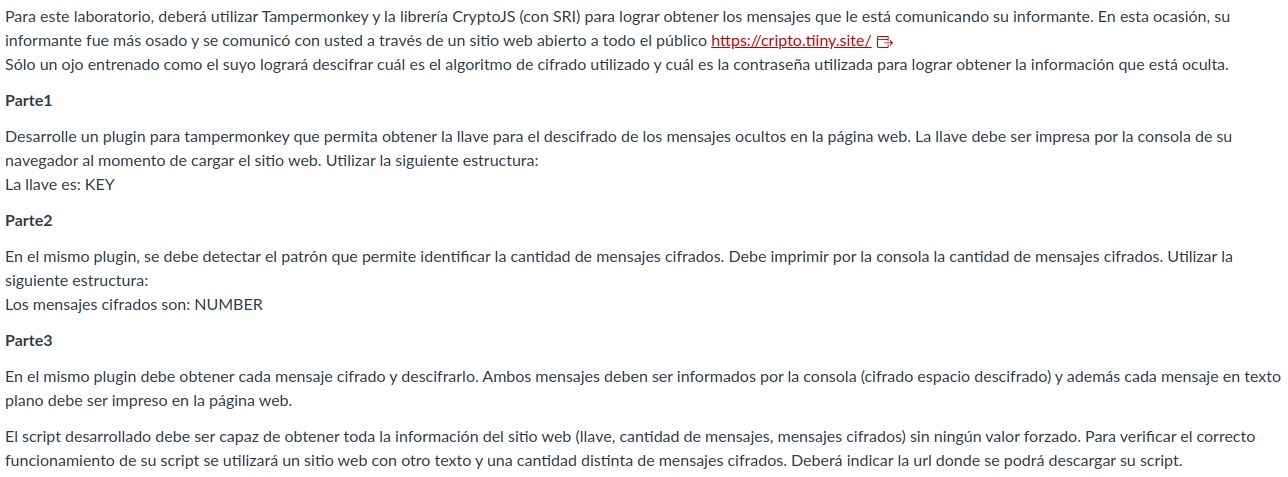 Para este laboratorio, deberá utilizar Tampermonkey y la librería CryptoJS (con SRI) para lograr obtener los mensajes que le está comunicando su informante. En esta ocasión, su
informante fue más osado y se comunicó con usted a través de un sitio web abierto a todo el público https://cripto.tiiny.site/
Sólo un ojo entrenado como el suyo logrará descifrar cuál es el algoritmo de cifrado utilizado y cuál es la contraseña utilizada para lograr obtener la información que está oculta.
Parte1
Desarrolle un plugin para tampermonkey que permita obtener la llave para el descifrado de los mensajes ocultos en la página web. La llave debe ser impresa por la consola de su
navegador al momento de cargar el sitio web. Utilizar la siguiente estructura:
La llave es: KEY
Parte2
En el mismo plugin, se debe detectar el patrón que permite identificar la cantidad de mensajes cifrados. Debe imprimir por la consola la cantidad de mensajes cifrados. Utilizar la
siguiente estructura:
Los mensajes cifrados son: NUMBER
Parte3
En el mismo plugin debe obtener cada mensaje cifrado y descifrarlo. Ambos mensajes deben ser informados por la consola (cifrado espacio descifrado) y además cada mensaje en texto
plano debe ser impreso en la página web.
El script desarrollado debe ser capaz de obtener toda la información del sitio web (llave, cantidad de mensajes, mensajes cifrados) sin ningún valor forzado. Para verificar el correcto
funcionamiento de su script se utilizará un sitio web con otro texto y una cantidad distinta de mensajes cifrados. Deberá indicar la url donde se podrá descargar su script.